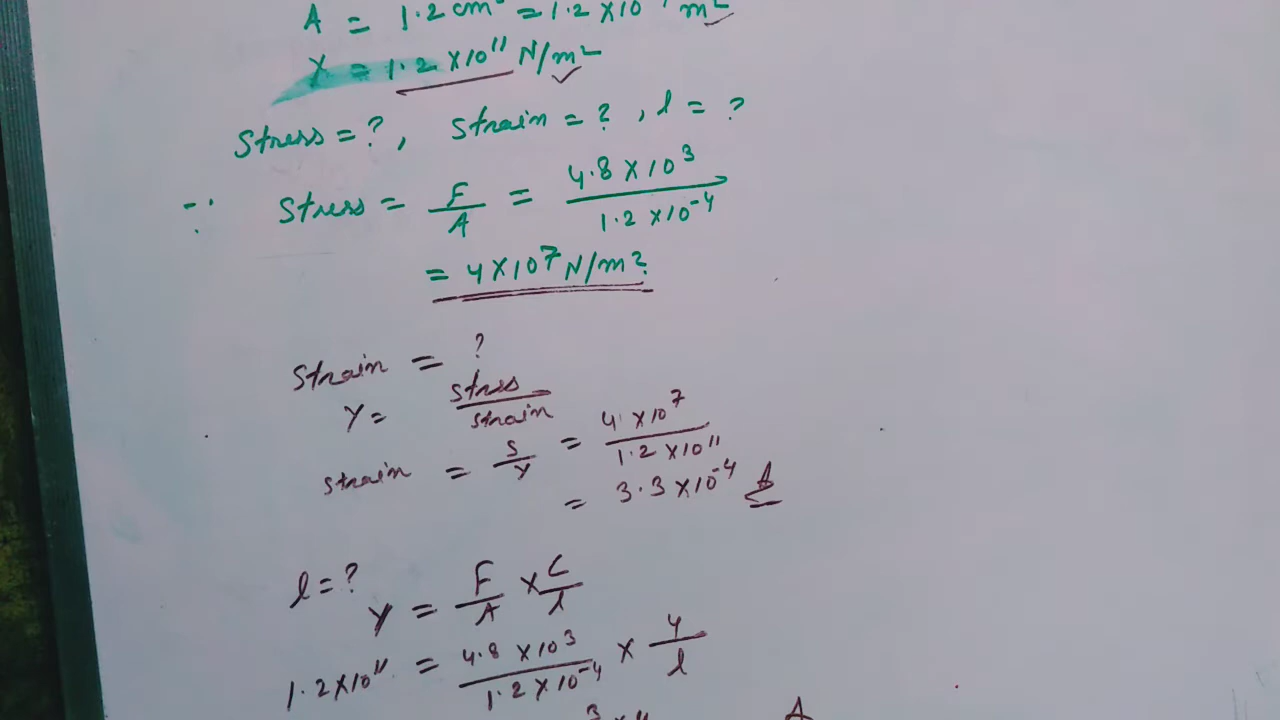 A = 1.2 cm² = 1.2 × 10 m²
Y = 1.2 × 10¹¹ N/m²
Stress = ?, Strain = ?, l = ?
∵ Stress = F/A = 4.8 × 10³ / 1.2 × 10⁻⁴
= 4 × 10⁷ N/m²
Strain = ?
Y = Stress / Strain
Strain = S/Y = 4 × 10⁷ / 1.2 × 10¹¹
= 3.3 × 10⁻⁴ A
l = ?
Y = F/A × L/l
1.2 × 10¹¹ = 4.8 × 10³ / 1.2 × 10⁻⁴ × 4/l